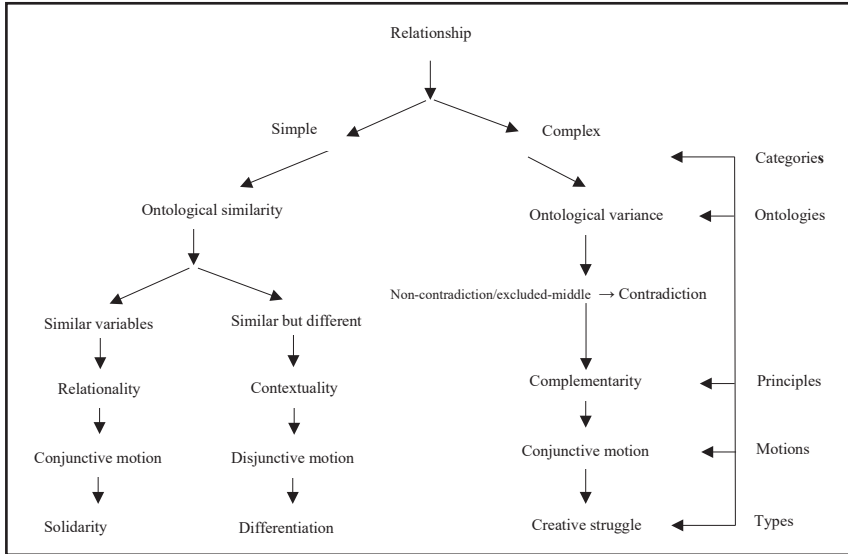 Relationship
Simple
Complex
Categories
Ontological similarity
Ontological variance
Ontologies
Non-contradiction/excluded-middle → Contradiction
Similar variables
Similar but different
Relationality
Contextuality
Complementarity
Principles
Conjunctive motion
Disjunctive motion
Conjunctive motion
Motions
Solidarity
Differentiation
Creative struggle
Types